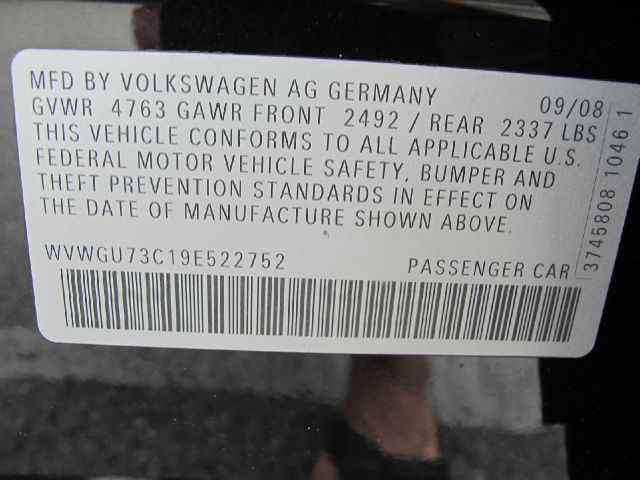 MFD BY VOLKSWAGEN AG GERMANY 09/08
GVWR 4763 GAWR FRONT 2492 / REAR 2337 LBS
THIS VEHICLE CONFORMS TO ALL APPLICABLE U.S.
FEDERAL MOTOR VEHICLE SAFETY, BUMPER AND
THEFT PREVENTION STANDARDS IN EFFECT ON
THE DATE OF MANUFACTURE SHOWN ABOVE.
WVWGU73C19E522752 PASSENGER CAR
3745808 1046 1